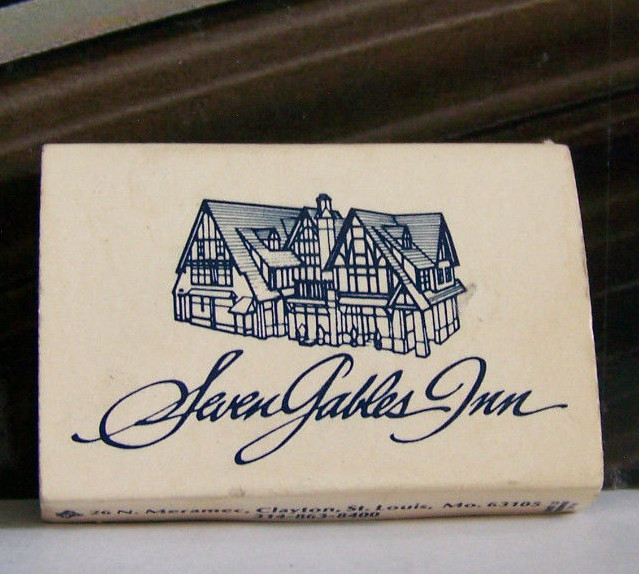 Seven Gables Inn
26 N. Meramec, Clayton, St. Louis, Mo. 63105
314-863-8400